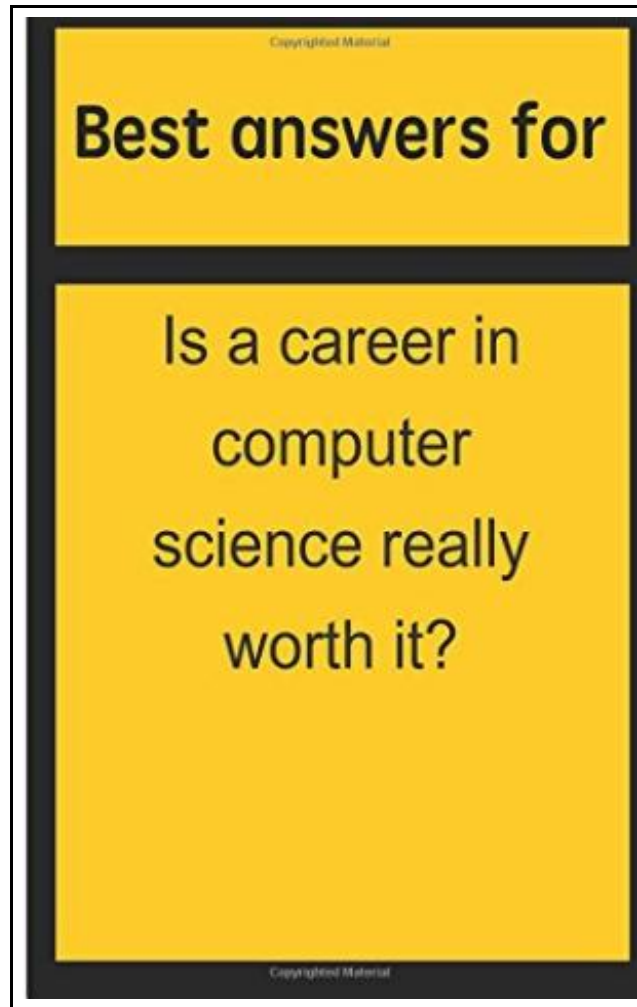 Copyrighted Material
Best answers for
Is a career in
computer
science really
worth it?
Copyrighted Material